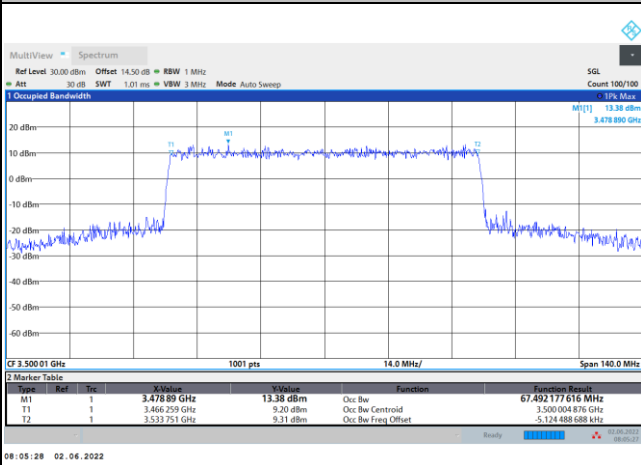 MultiView Spectrum
Ref Level 30.00 dBm Offset 14.50 dB RBW 1 MHz SGL
Att 30 dB SWT 1.01 ms VBW 3 MHz Mode Auto Sweep Count 100/100
1 Occupied Bandwidth 1Pk Max
M1[1] 13.38 dBm
3.478 890 GHz
20 dBm
M1
T1 T2
10 dBm
0 dBm
-10 dBm
-20 dBm
-30 dBm
-40 dBm
-50 dBm
-60 dBm
CF 3.500 01 GHz 1001 pts 14.0 MHz/ Span 140.0 MHz
2 Marker Table
Type Ref Trc X-Value Y-Value Function Function Result
M1 1 3.478 89 GHz 13.38 dBm Occ Bw 67.492 177 616 MHz
T1 1 3.466 259 GHz 9.20 dBm Occ Bw Centroid 3.500 004 876 GHz
T2 1 3.533 751 GHz 9.31 dBm Occ Bw Freq Offset -5.124 488 688 kHz
Ready 02.06.2022
08:05:27
08:05:28 02.06.2022